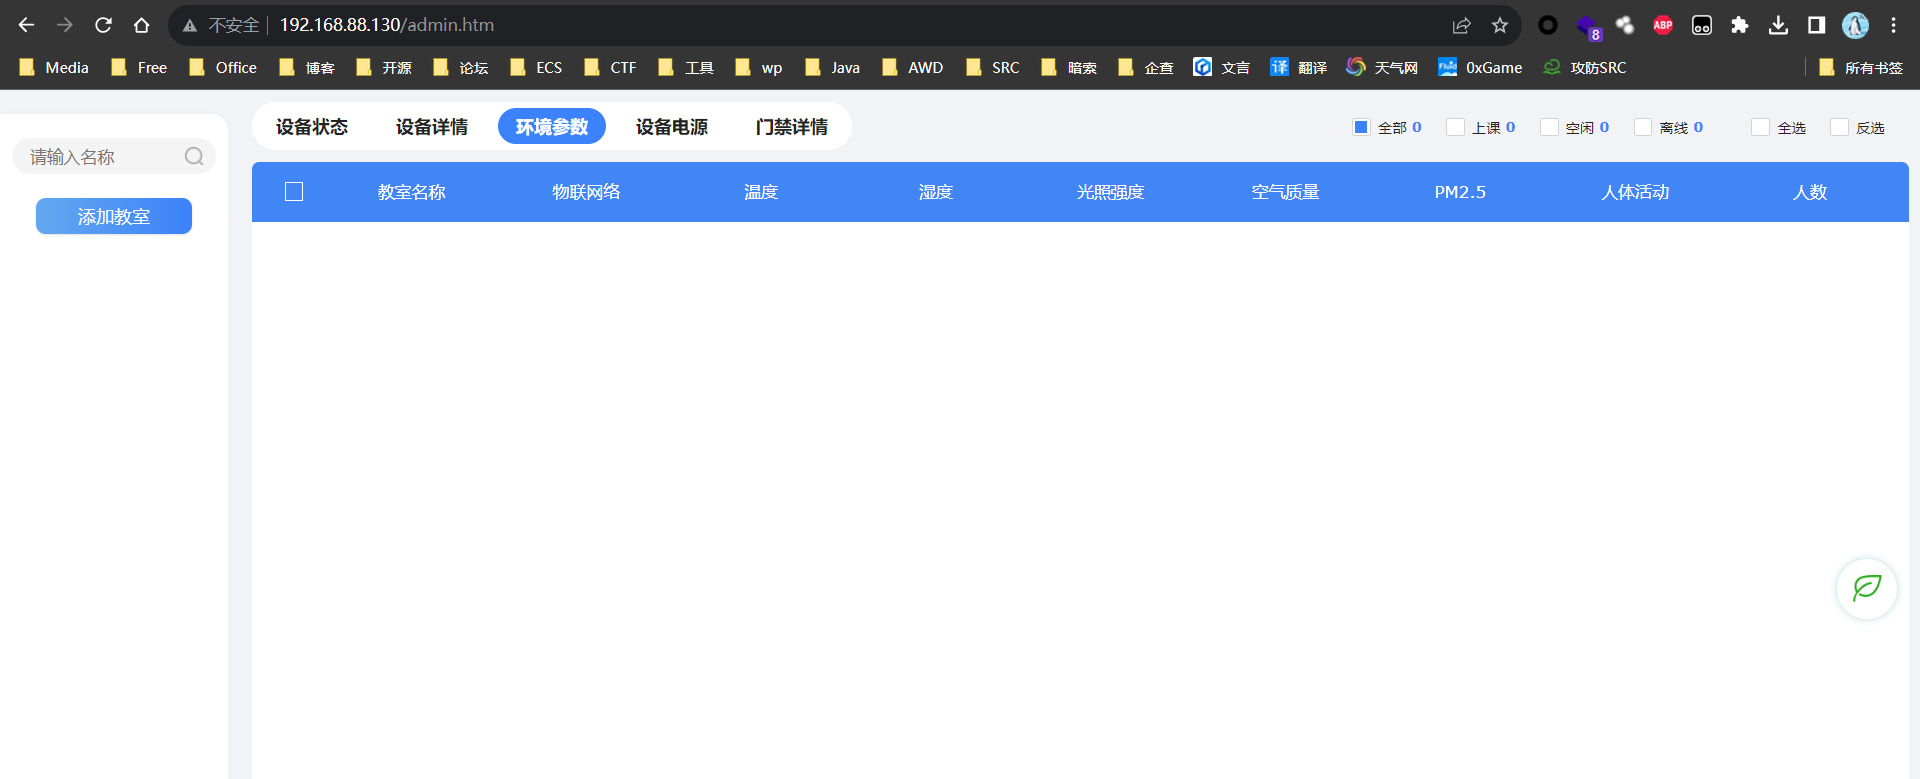 不安全 192.168.88.130/admin.htm
8 ABP
Media Free Office 博客 开源 论坛 ECS CTF 工具 wp Java AWD SRC 暗索 企查 文言 译 翻译 天气网 0xGame 攻防SRC 所有书签
设备状态 设备详情 环境参数 设备电源 门禁详情 全部 0 上课 0 空闲 0 离线 0 全选 反选
请输入名称
教室名称 物联网络 温度 湿度 光照强度 空气质量 PM2.5 人体活动 人数
添加教室